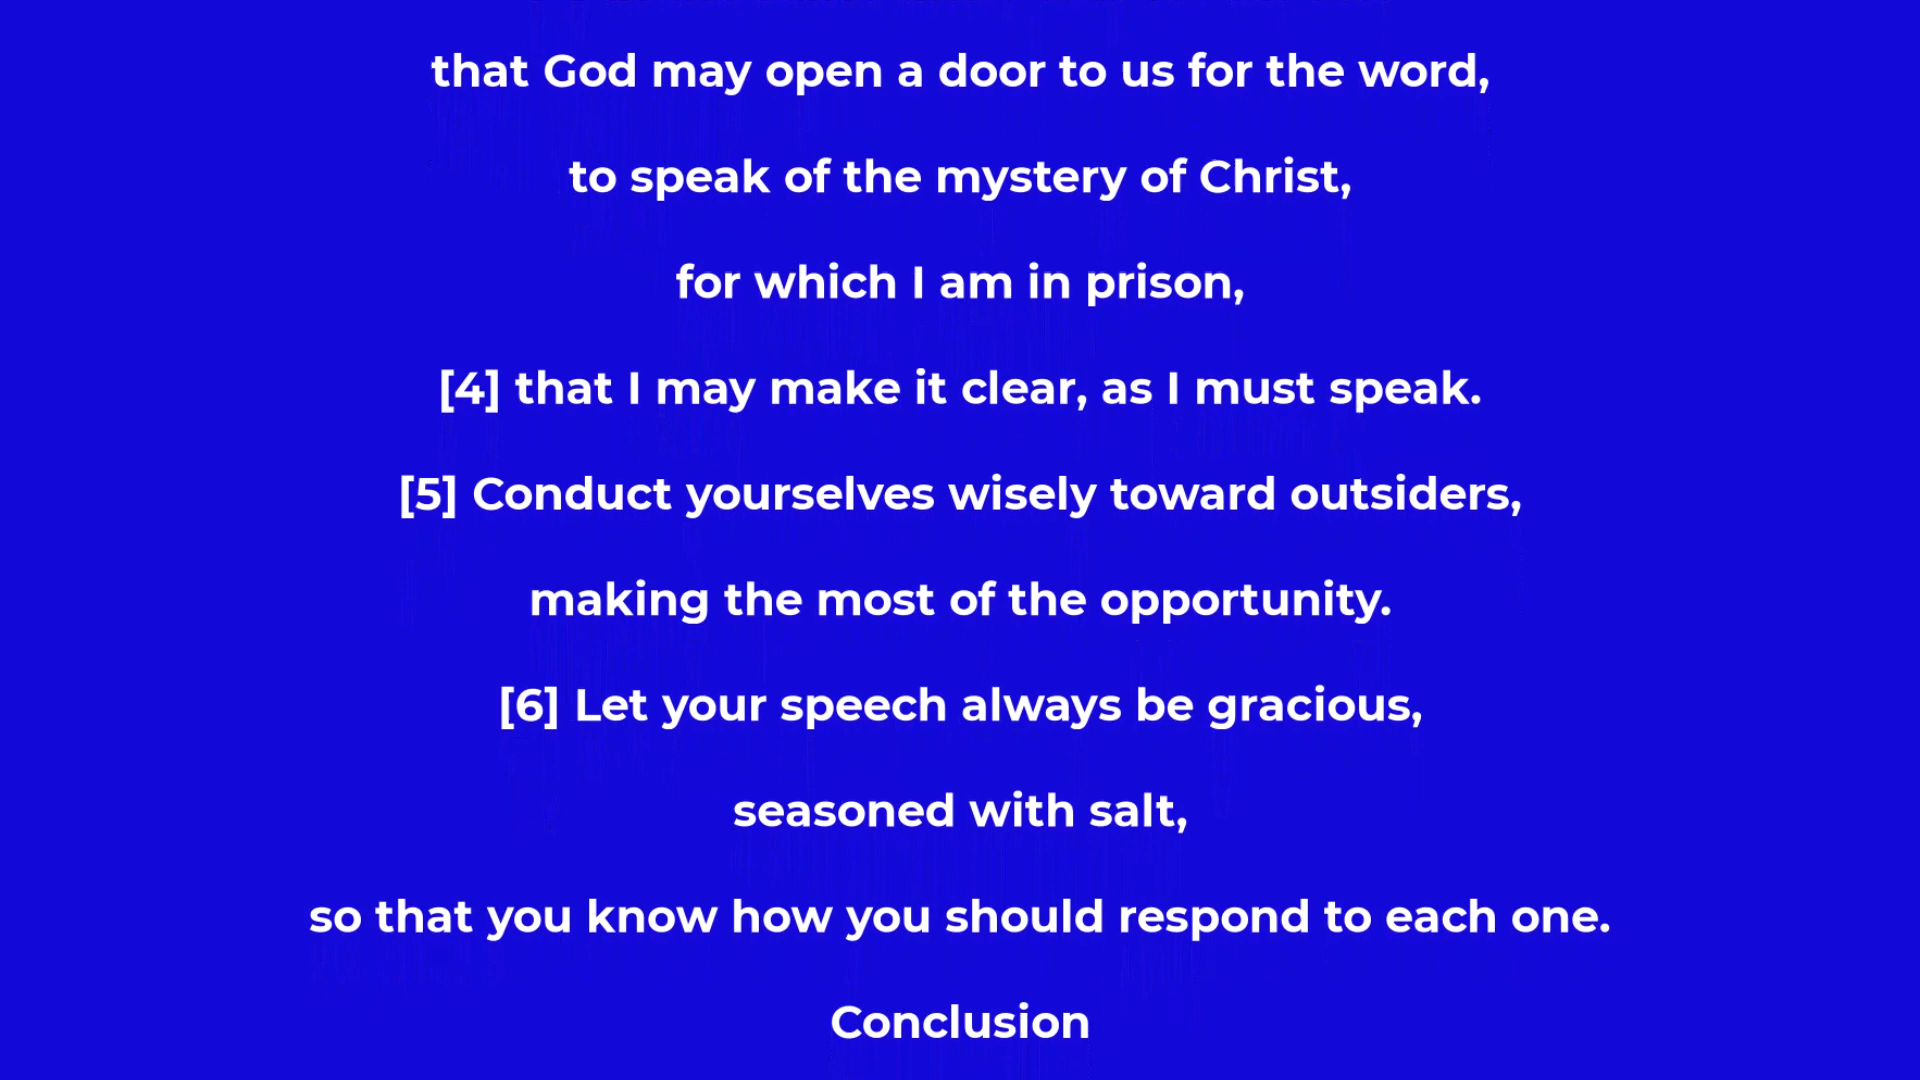 that God may open a door to us for the word,
to speak of the mystery of Christ,
for which I am in prison,
[4] that I may make it clear, as I must speak.
[5] Conduct yourselves wisely toward outsiders,
making the most of the opportunity.
[6] Let your speech always be gracious,
seasoned with salt,
so that you know how you should respond to each one.
Conclusion